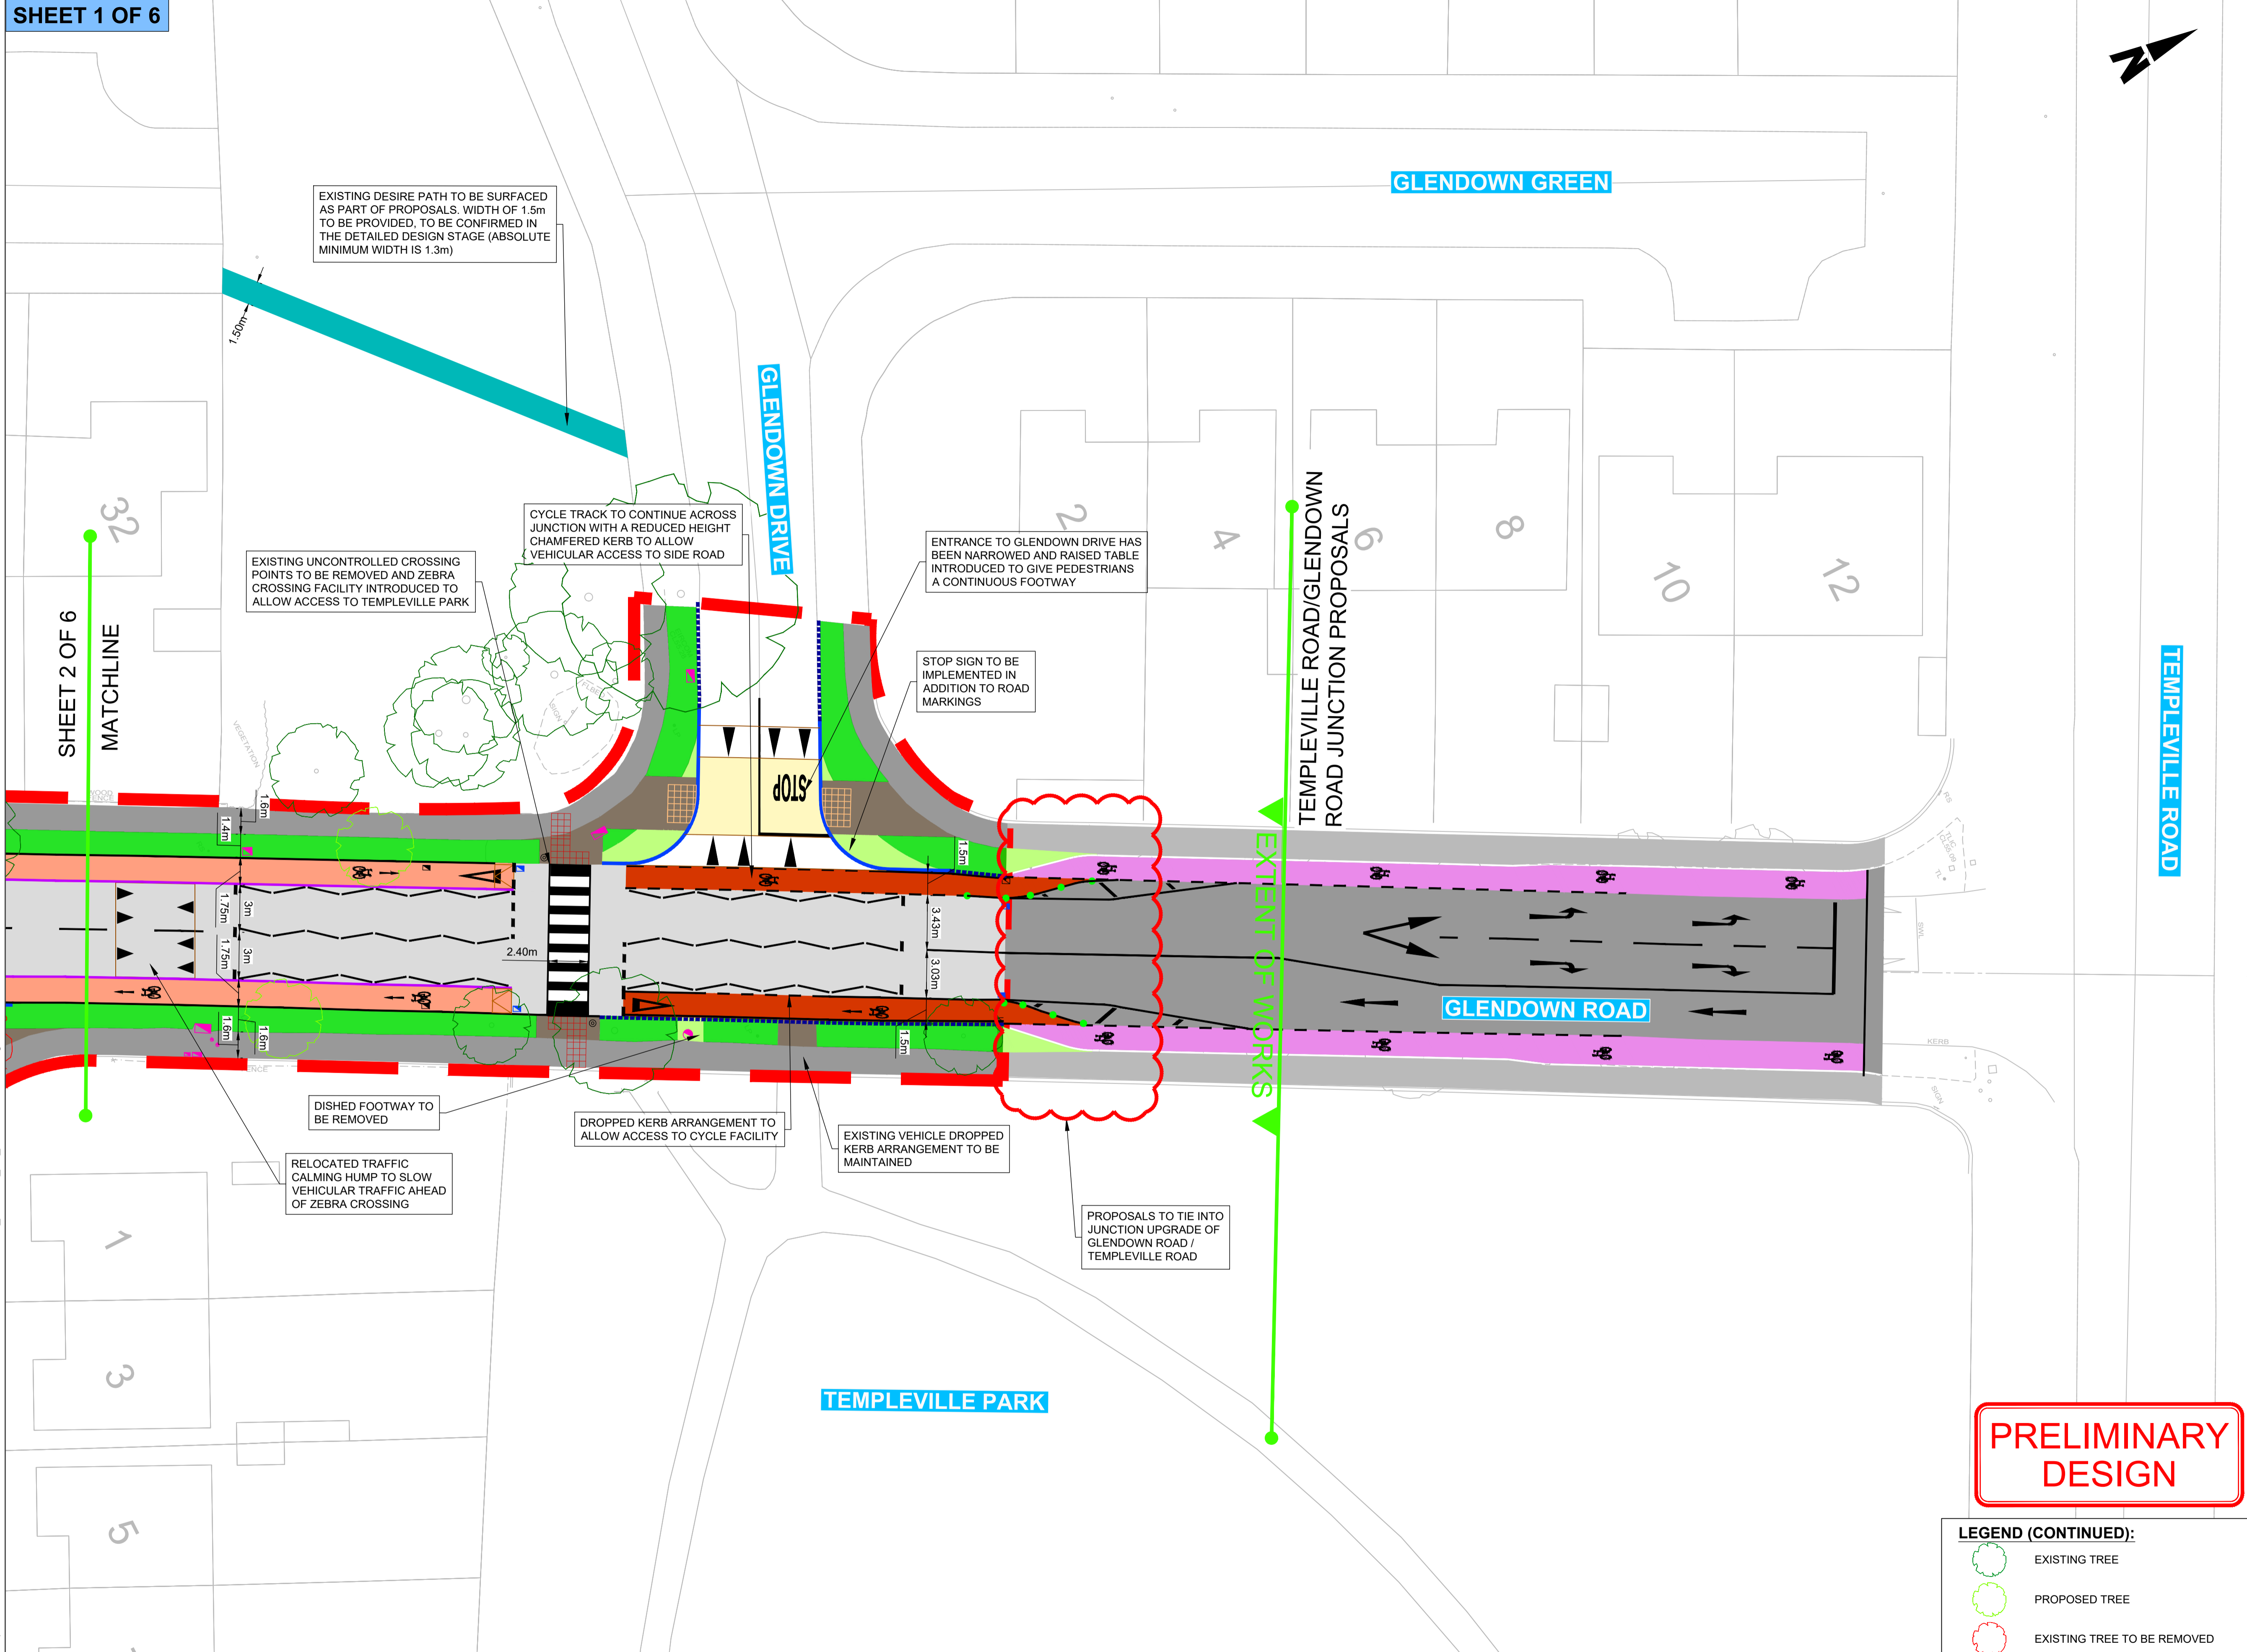 SHEET 1 OF 6
GLENDOWN GREEN
EXISTING DESIRE PATH TO BE SURFACED
AS PART OF PROPOSALS. WIDTH OF 1.5m
TO BE PROVIDED, TO BE CONFIRMED IN
THE DETAILED DESIGN STAGE (ABSOLUTE
MINIMUM WIDTH IS 1.3m)
1.50m
GLENDOWN DRIVE
CYCLE TRACK TO CONTINUE ACROSS
JUNCTION WITH A REDUCED HEIGHT
CHAMFERED KERB TO ALLOW
VEHICULAR ACCESS TO SIDE ROAD
EXISTING UNCONTROLLED CROSSING
POINTS TO BE REMOVED AND ZEBRA
CROSSING FACILITY INTRODUCED TO
ALLOW ACCESS TO TEMPLEVILLE PARK
ENTRANCE TO GLENDOWN DRIVE HAS
BEEN NARROWED AND RAISED TABLE
INTRODUCED TO GIVE PEDESTRIANS
A CONTINUOUS FOOTWAY
STOP SIGN TO BE
IMPLEMENTED IN
ADDITION TO ROAD
MARKINGS
32
2
4
6
8
10
12
SHEET 2 OF 6
MATCHLINE
TEMPLEVILLE ROAD/GLENDOWN
ROAD JUNCTION PROPOSALS
EXTENT OF WORKS
TEMPLEVILLE ROAD
VEGETATION
SIGN
STOP
1.6m
1.4m
3m
1.75m
1.75m
3m
1.6m
1.6m
2.40m
1.5m
3.43m
3.03m
1.5m
GLENDOWN ROAD
RS
TL
SWL
KERB
SIGN
DISHED FOOTWAY TO
BE REMOVED
DROPPED KERB ARRANGEMENT TO
ALLOW ACCESS TO CYCLE FACILITY
EXISTING VEHICLE DROPPED
KERB ARRANGEMENT TO BE
MAINTAINED
RELOCATED TRAFFIC
CALMING HUMP TO SLOW
VEHICULAR TRAFFIC AHEAD
OF ZEBRA CROSSING
PROPOSALS TO TIE INTO
JUNCTION UPGRADE OF
GLENDOWN ROAD /
TEMPLEVILLE ROAD
1
3
5
TEMPLEVILLE PARK
N
PRELIMINARY
DESIGN
LEGEND (CONTINUED):
EXISTING TREE
PROPOSED TREE
EXISTING TREE TO BE REMOVED